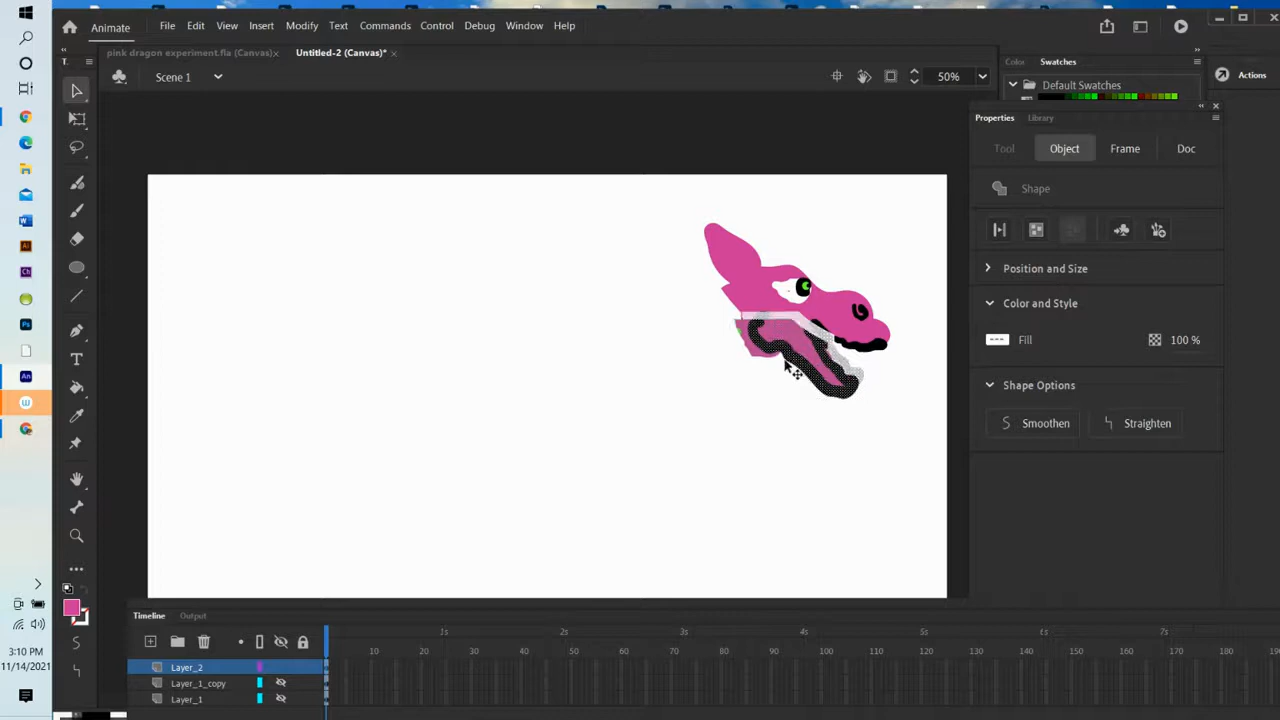 Animate File Edit View Insert Modify Text Commands Control Debug Window Help
pink dragon experiment.fla (Canvas) × Untitled-2 (Canvas)* ×
Color Swatches
Scene 1 50% Default Swatches Actions
Properties Library
Tool Object Frame Doc
Shape
Position and Size
Color and Style
Fill 100 %
Shape Options
Smoothen Straighten
Timeline Output
1s 2s 3s 4s 5s 6s 7s
10 20 30 40 50 60 70 80 90 100 110 120 130 140 150 160 170 180
Layer_2
Layer_1_copy
Layer_1
3:10 PM
11/14/2021